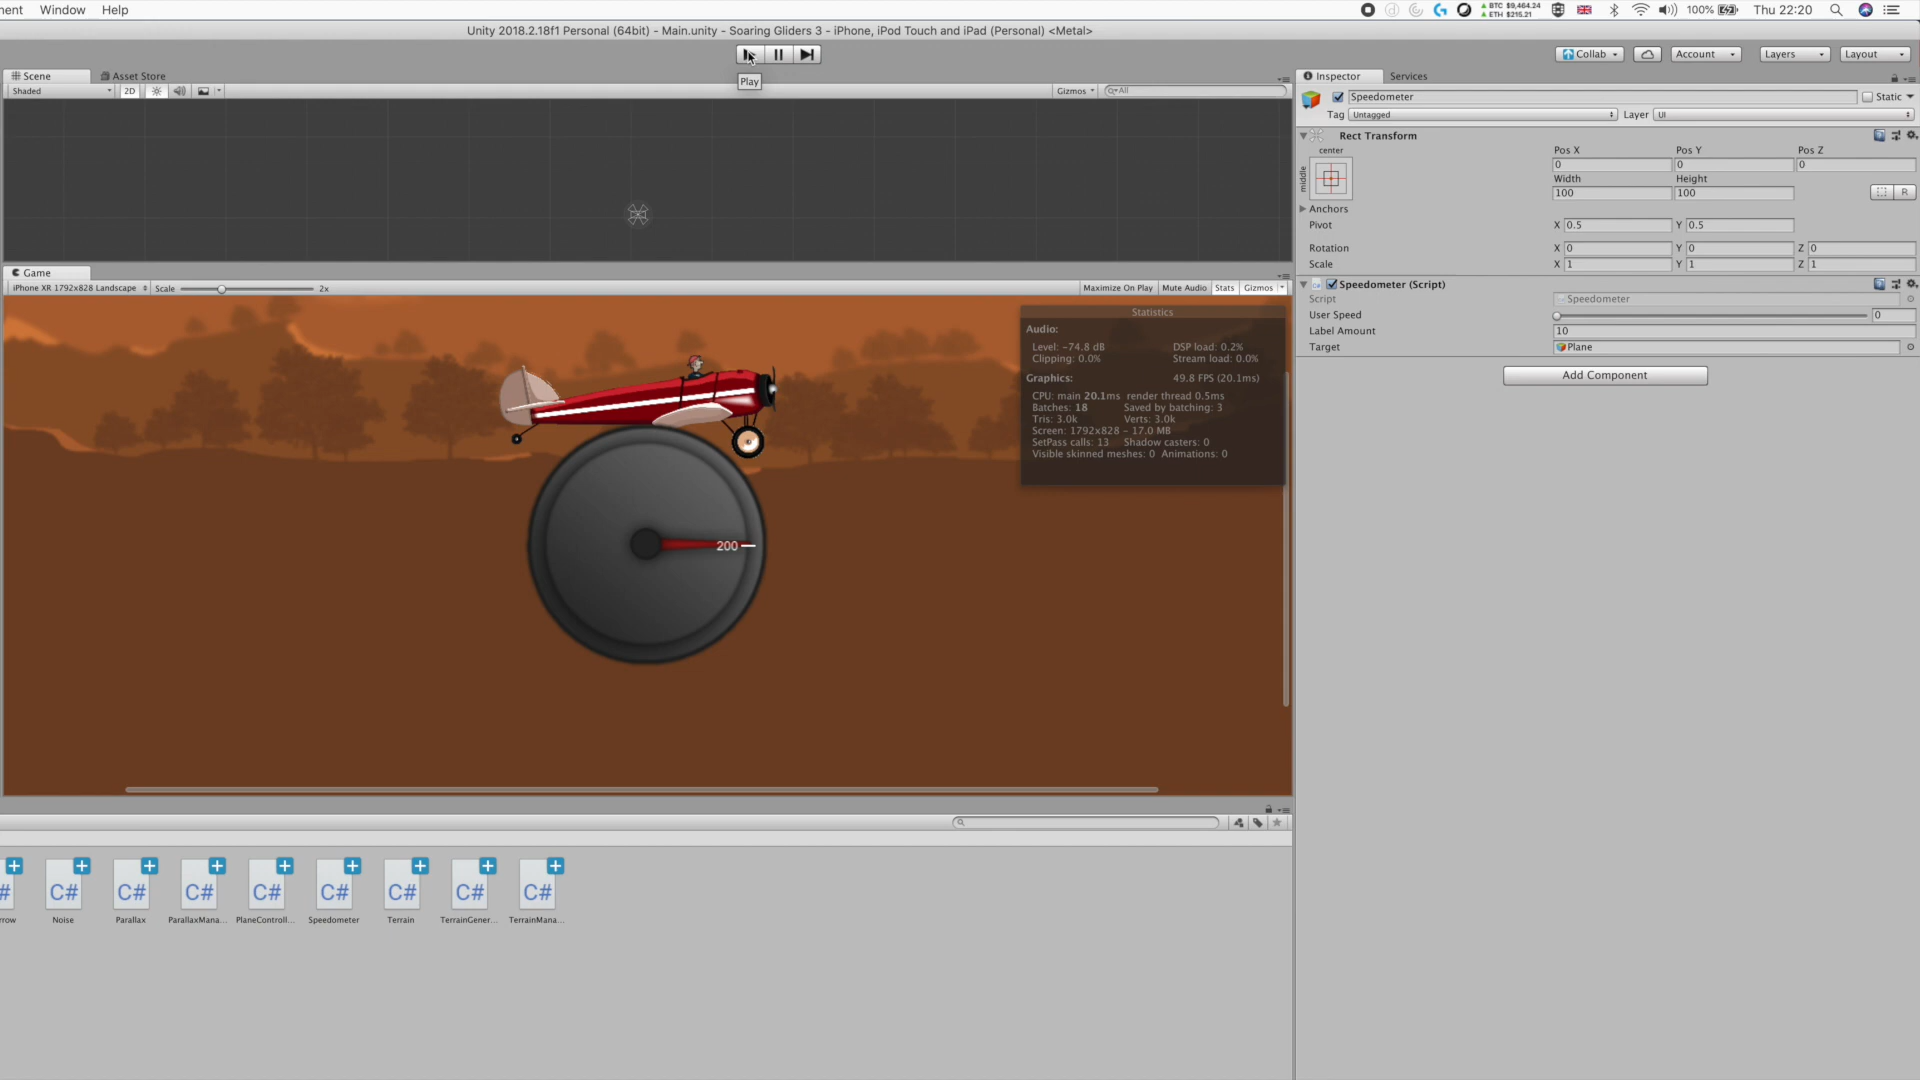 ent Window Help
BTC $9,464.24
ETH $215.21
100%
Thu 22:20
Unity 2018.2.18f1 Personal (64bit) - Main.unity - Soaring Gliders 3 - iPhone, iPod Touch and iPad (Personal) <Metal>
Collab
Account
Layers
Layout
Play
Scene
Asset Store
Shaded
2D
Gizmos
All
Game
iPhone XR 1792x828 Landscape
Scale
2x
Maximize On Play
Mute Audio
Stats
Gizmos
Statistics
Audio:
Level: -74.8 dB DSP load: 0.2%
Clipping: 0.0% Stream load: 0.0%
Graphics: 49.8 FPS (20.1ms)
CPU: main 20.1ms render thread 0.5ms
Batches: 18 Saved by batching: 3
Tris: 3.0k Verts: 3.0k
Screen: 1792x828 - 17.0 MB
SetPass calls: 13 Shadow casters: 0
Visible skinned meshes: 0 Animations: 0
200
Inspector
Services
Speedometer
Static
Tag Untagged
Layer UI
Rect Transform
center
middle
Pos X Pos Y Pos Z
0 0 0
Width Height
100 100
R
Anchors
Pivot X 0.5 Y 0.5
Rotation X 0 Y 0 Z 0
Scale X 1 Y 1 Z 1
Speedometer (Script)
Script Speedometer
User Speed 0
Label Amount 10
Target Plane
Add Component
C# C# C# C# C# C# C# C#
rrow Noise Parallax ParallaxMana... PlaneControll... Speedometer Terrain TerrainGener... TerrainMana...